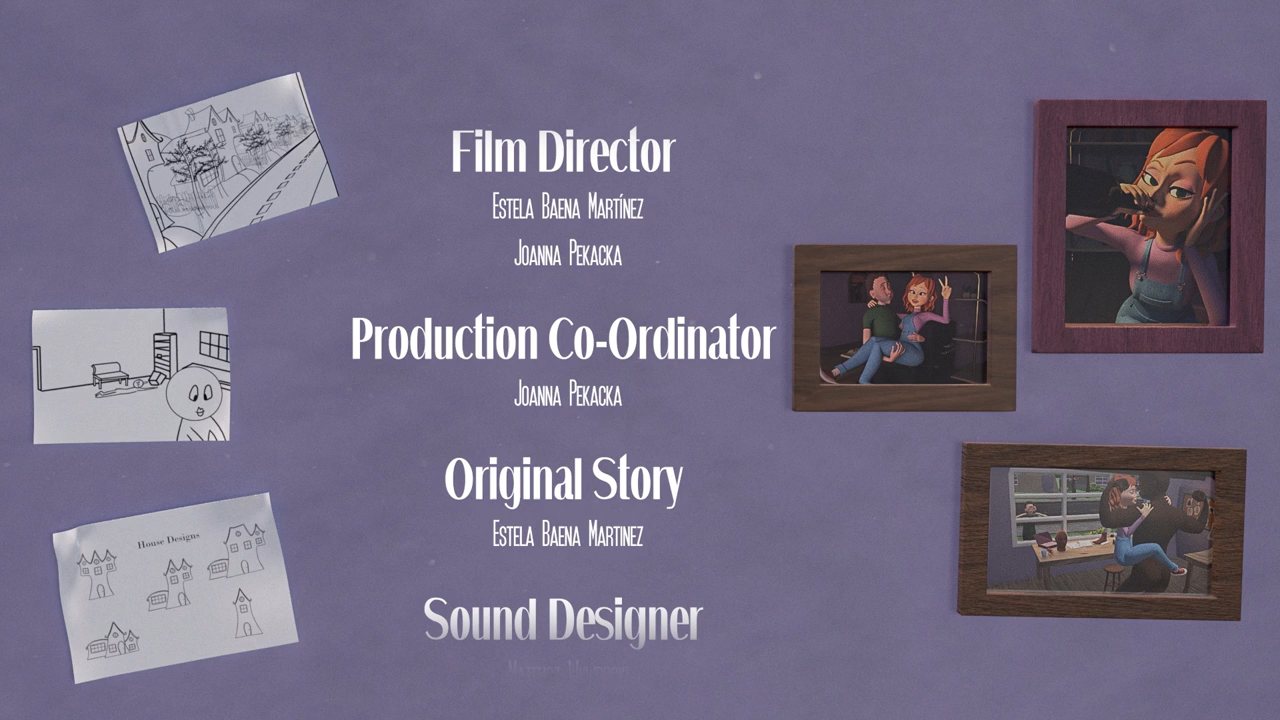 Film Director
Estela Baena Martínez
Joanna Pekacka
Production Co-Ordinator
Joanna Pekacka
Original Story
Estela Baena Martinez
Sound Designer
House Designs